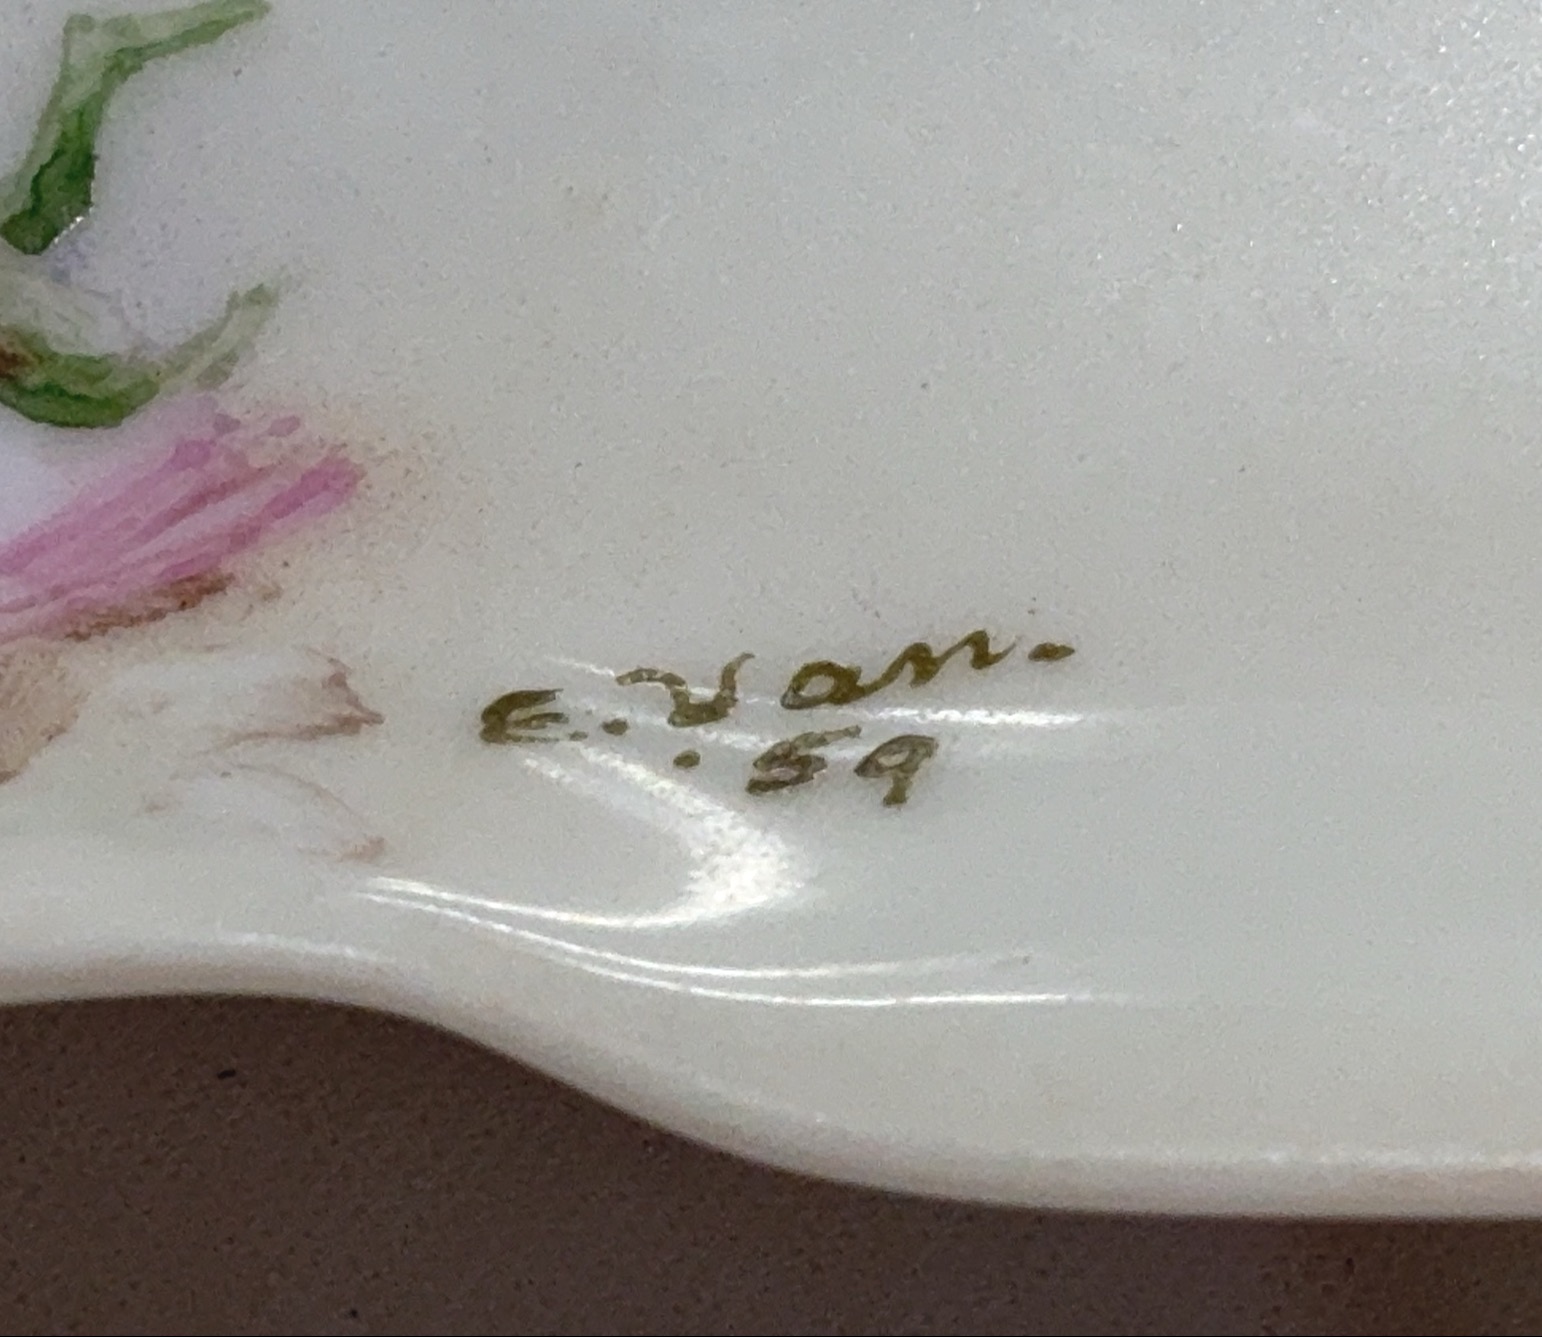 E. Van.
. 59